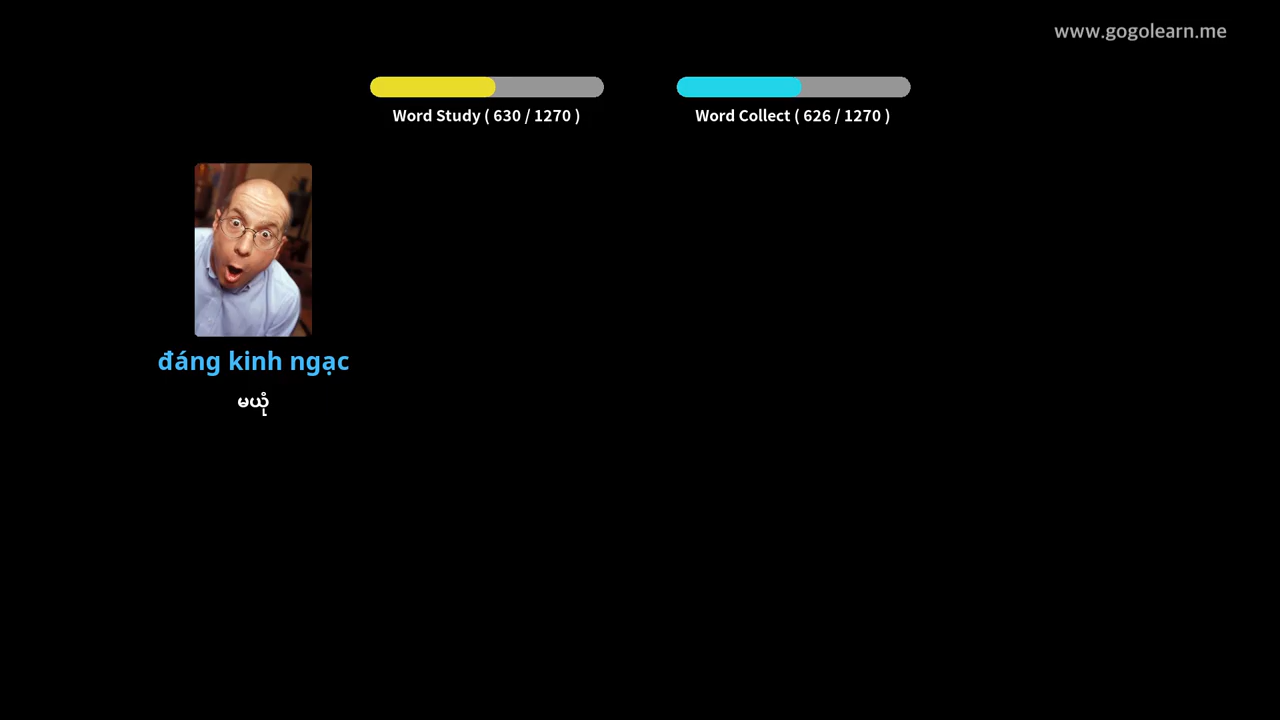 www.gogolearn.me
Word Study ( 630 / 1270 )
Word Collect ( 626 / 1270 )
đáng kinh ngạc
မယုံ